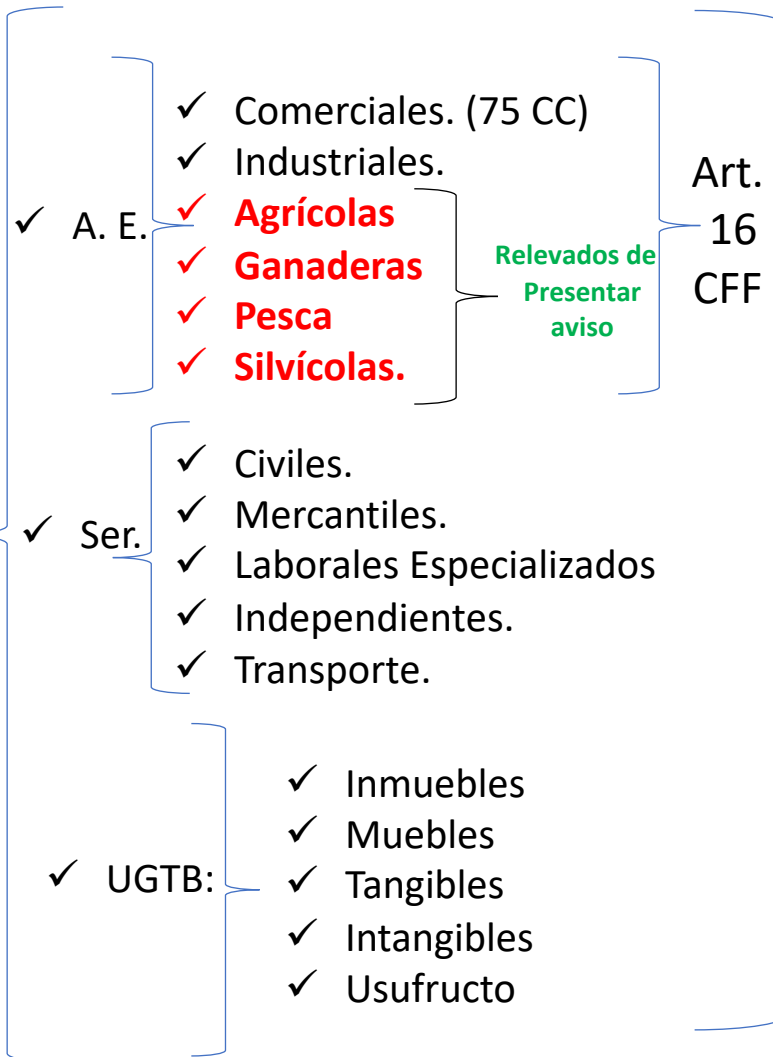 ✓ A. E.
✓ Comerciales. (75 CC)
✓ Industriales.
✓ Agrícolas
✓ Ganaderas
✓ Pesca
✓ Silvícolas.
Relevados de
Presentar
aviso
Art.
16
CFF
✓ Ser.
✓ Civiles.
✓ Mercantiles.
✓ Laborales Especializados
✓ Independientes.
✓ Transporte.
✓ UGTB:
✓ Inmuebles
✓ Muebles
✓ Tangibles
✓ Intangibles
✓ Usufructo